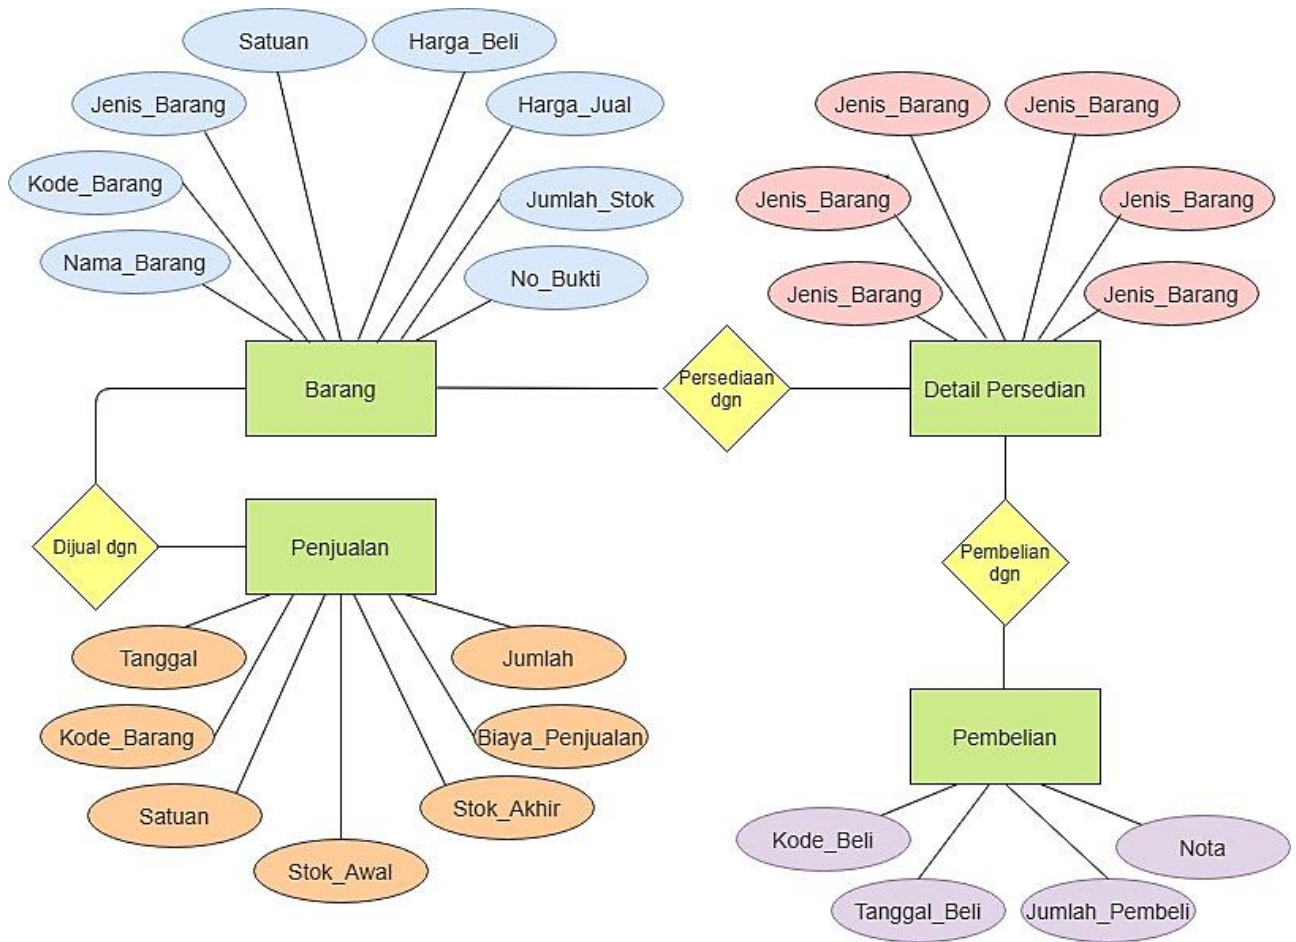 Satuan
Harga_Beli
Jenis_Barang
Harga_Jual
Kode_Barang
Jumlah_Stok
Nama_Barang
No_Bukti
Barang
Jenis_Barang
Jenis_Barang
Jenis_Barang
Jenis_Barang
Jenis_Barang
Jenis_Barang
Persediaan
dgn
Detail Persedian
Dijual dgn
Penjualan
Tanggal
Jumlah
Kode_Barang
Biaya_Penjualan
Satuan
Stok_Akhir
Stok_Awal
Pembelian
dgn
Pembelian
Kode_Beli
Nota
Tanggal_Beli
Jumlah_Pembeli